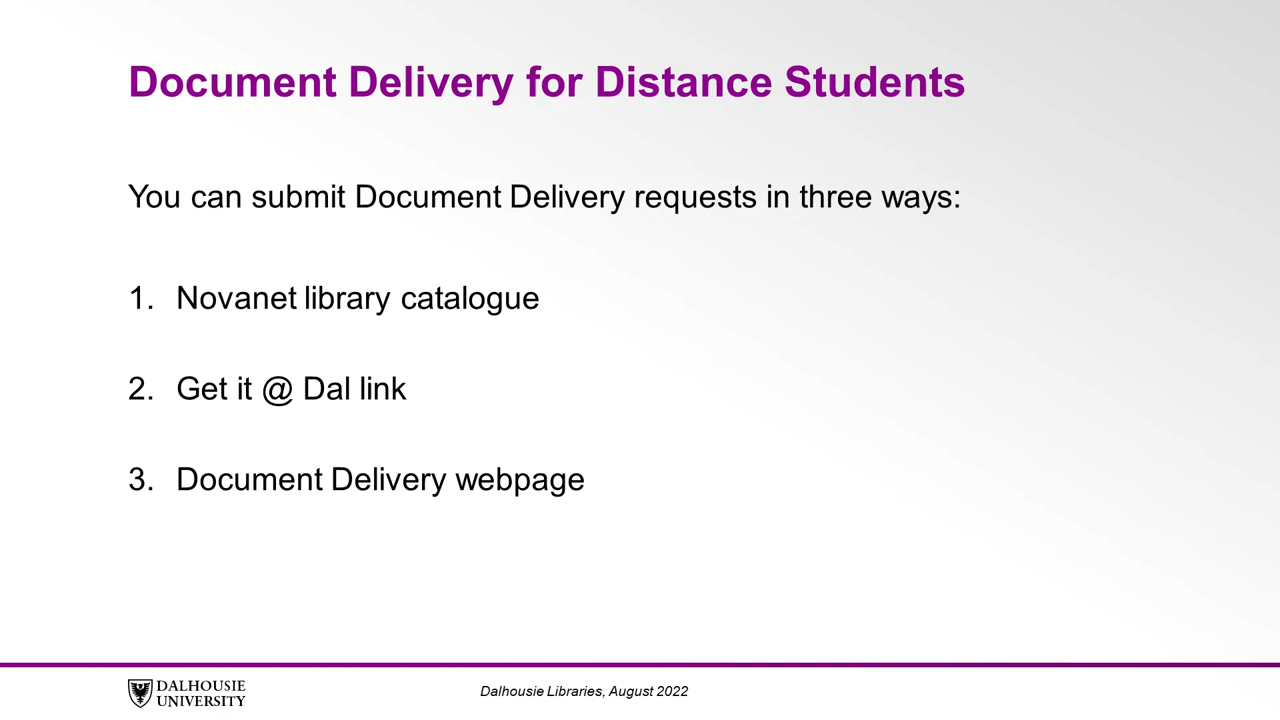 Document Delivery for Distance Students
You can submit Document Delivery requests in three ways:
1. Novanet library catalogue
2. Get it @ Dal link
3. Document Delivery webpage
DALHOUSIE
UNIVERSITY
Dalhousie Libraries, August 2022